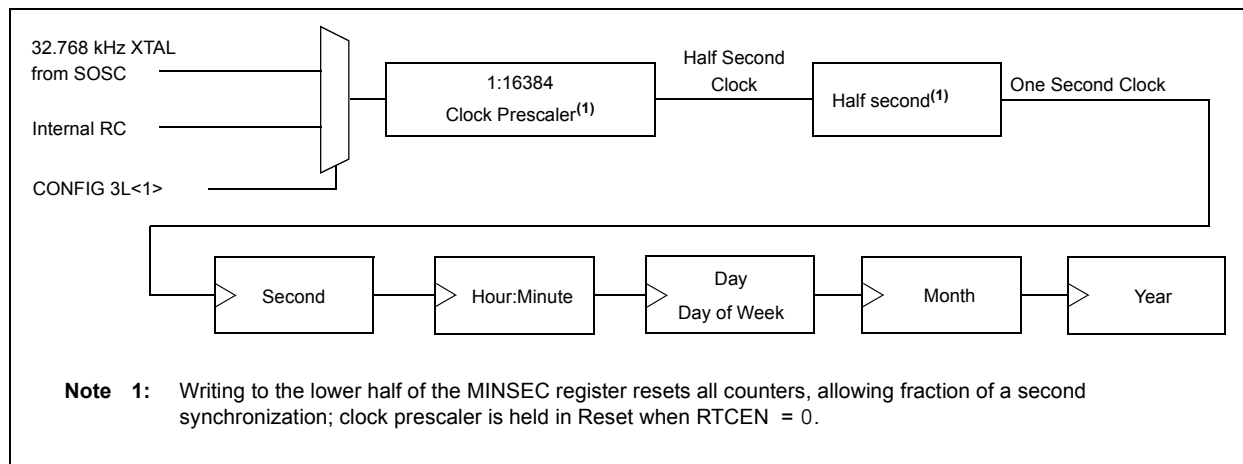 32.768 kHz XTAL
from SOSC
Internal RC
CONFIG 3L<1>
1:16384
Clock Prescaler(1)
Half Second
Clock
Half second(1)
One Second Clock
Second
Hour:Minute
Day
Day of Week
Month
Year
Note 1: Writing to the lower half of the MINSEC register resets all counters, allowing fraction of a second
synchronization; clock prescaler is held in Reset when RTCEN = 0.